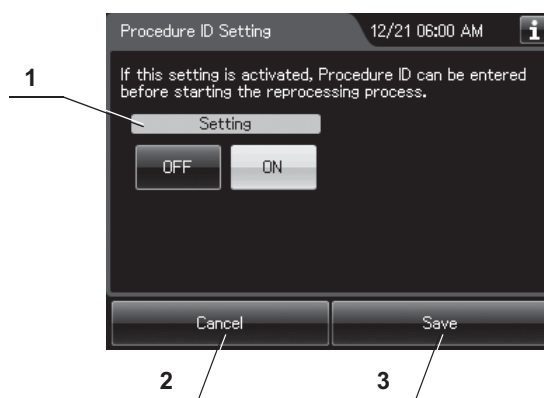 Procedure ID Setting 12/21 06:00 AM i
1
If this setting is activated, Procedure ID can be entered
before starting the reprocessing process.
Setting
OFF ON
Cancel Save
2 3